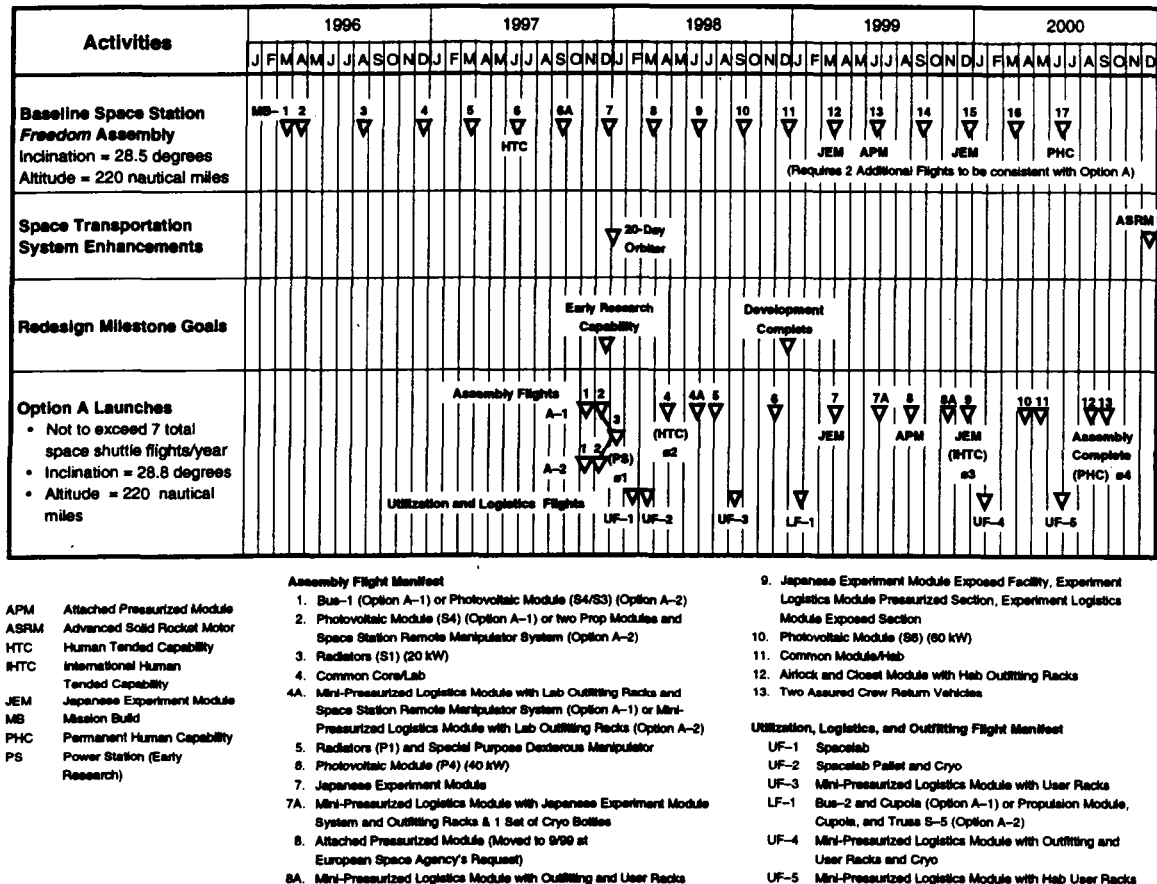 Activities
1996 1997 1998 1999 2000
J F M A M J J A S O N D J F M A M J J A S O N D J F M A M J J A S O N D J F M A M J J A S O N D J F M A M J J A S O N D
Baseline Space Station
Freedom Assembly
Inclination = 28.5 degrees
Altitude = 220 nautical miles
MB– 1 2 3 4 5 6 6A 7 8 9 10 11 12 13 14 15 16 17
HTC JEM APM JEM PHC
(Requires 2 Additional Flights to be consistent with Option A)
Space Transportation
System Enhancements
20-Day
Orbiter
ASRM
Redesign Milestone Goals
Early Research
Capability
Development
Complete
Option A Launches
• Not to exceed 7 total
space shuttle flights/year
• Inclination = 28.8 degrees
• Altitude = 220 nautical
miles
Assembly Flights
A–1 1 2 3 4 4A 5 6 7 7A 8 8A 9 10 11 12 13
A–2 1 2
(PS)
ø1
(HTC)
ø2
JEM
APM
JEM
(IHTC)
ø3
Assembly
Complete
(PHC) ø4
Utilization and Logistics Flights
UF–1 UF–2 UF–3 LF–1 UF–4 UF–5
APM Attached Pressurized Module
ASRM Advanced Solid Rocket Motor
HTC Human Tended Capability
IHTC International Human
Tended Capability
JEM Japanese Experiment Module
MB Mission Build
PHC Permanent Human Capability
PS Power Station (Early
Research)
Assembly Flight Manifest
1. Bus–1 (Option A–1) or Photovoltaic Module (S4/S3) (Option A–2)
2. Photovoltaic Module (S4) (Option A–1) or two Prop Modules and
Space Station Remote Manipulator System (Option A–2)
3. Radiators (S1) (20 kW)
4. Common Core/Lab
4A. Mini-Pressurized Logistics Module with Lab Outfitting Racks and
Space Station Remote Manipulator System (Option A–1) or Mini-
Pressurized Logistics Module with Lab Outfitting Racks (Option A–2)
5. Radiators (P1) and Special Purpose Dexterous Manipulator
6. Photovoltaic Module (P4) (40 kW)
7. Japanese Experiment Module
7A. Mini-Pressurized Logistics Module with Japanese Experiment Module
System and Outfitting Racks & 1 Set of Cryo Bottles
8. Attached Pressurized Module (Moved to 9/99 at
European Space Agency's Request)
8A. Mini-Pressurized Logistics Module with Outfitting and User Racks
9. Japanese Experiment Module Exposed Facility, Experiment
Logistics Module Pressurized Section, Experiment Logistics
Module Exposed Section
10. Photovoltaic Module (S6) (60 kW)
11. Common Module/Hab
12. Airlock and Closet Module with Hab Outfitting Racks
13. Two Assured Crew Return Vehicles
Utilization, Logistics, and Outfitting Flight Manifest
UF–1 Spacelab
UF–2 Spacelab Pallet and Cryo
UF–3 Mini-Pressurized Logistics Module with User Racks
LF–1 Bus–2 and Cupola (Option A–1) or Propulsion Module,
Cupola, and Truss S–5 (Option A–2)
UF–4 Mini-Pressurized Logistics Module with Outfitting and
User Racks and Cryo
UF–5 Mini-Pressurized Logistics Module with Hab User Racks